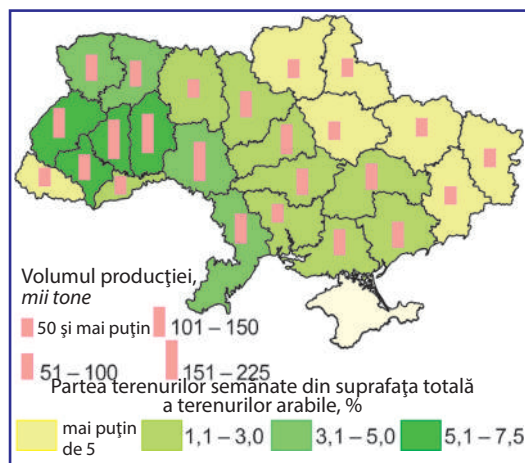 Volumul producţiei,
mii tone
50 şi mai puţin
101 – 150
51 – 100
151 – 225
Partea terenurilor semănate din suprafaţa totală
a terenurilor arabile, %
mai puţin
de 5
1,1 – 3,0
3,1 – 5,0
5,1 – 7,5